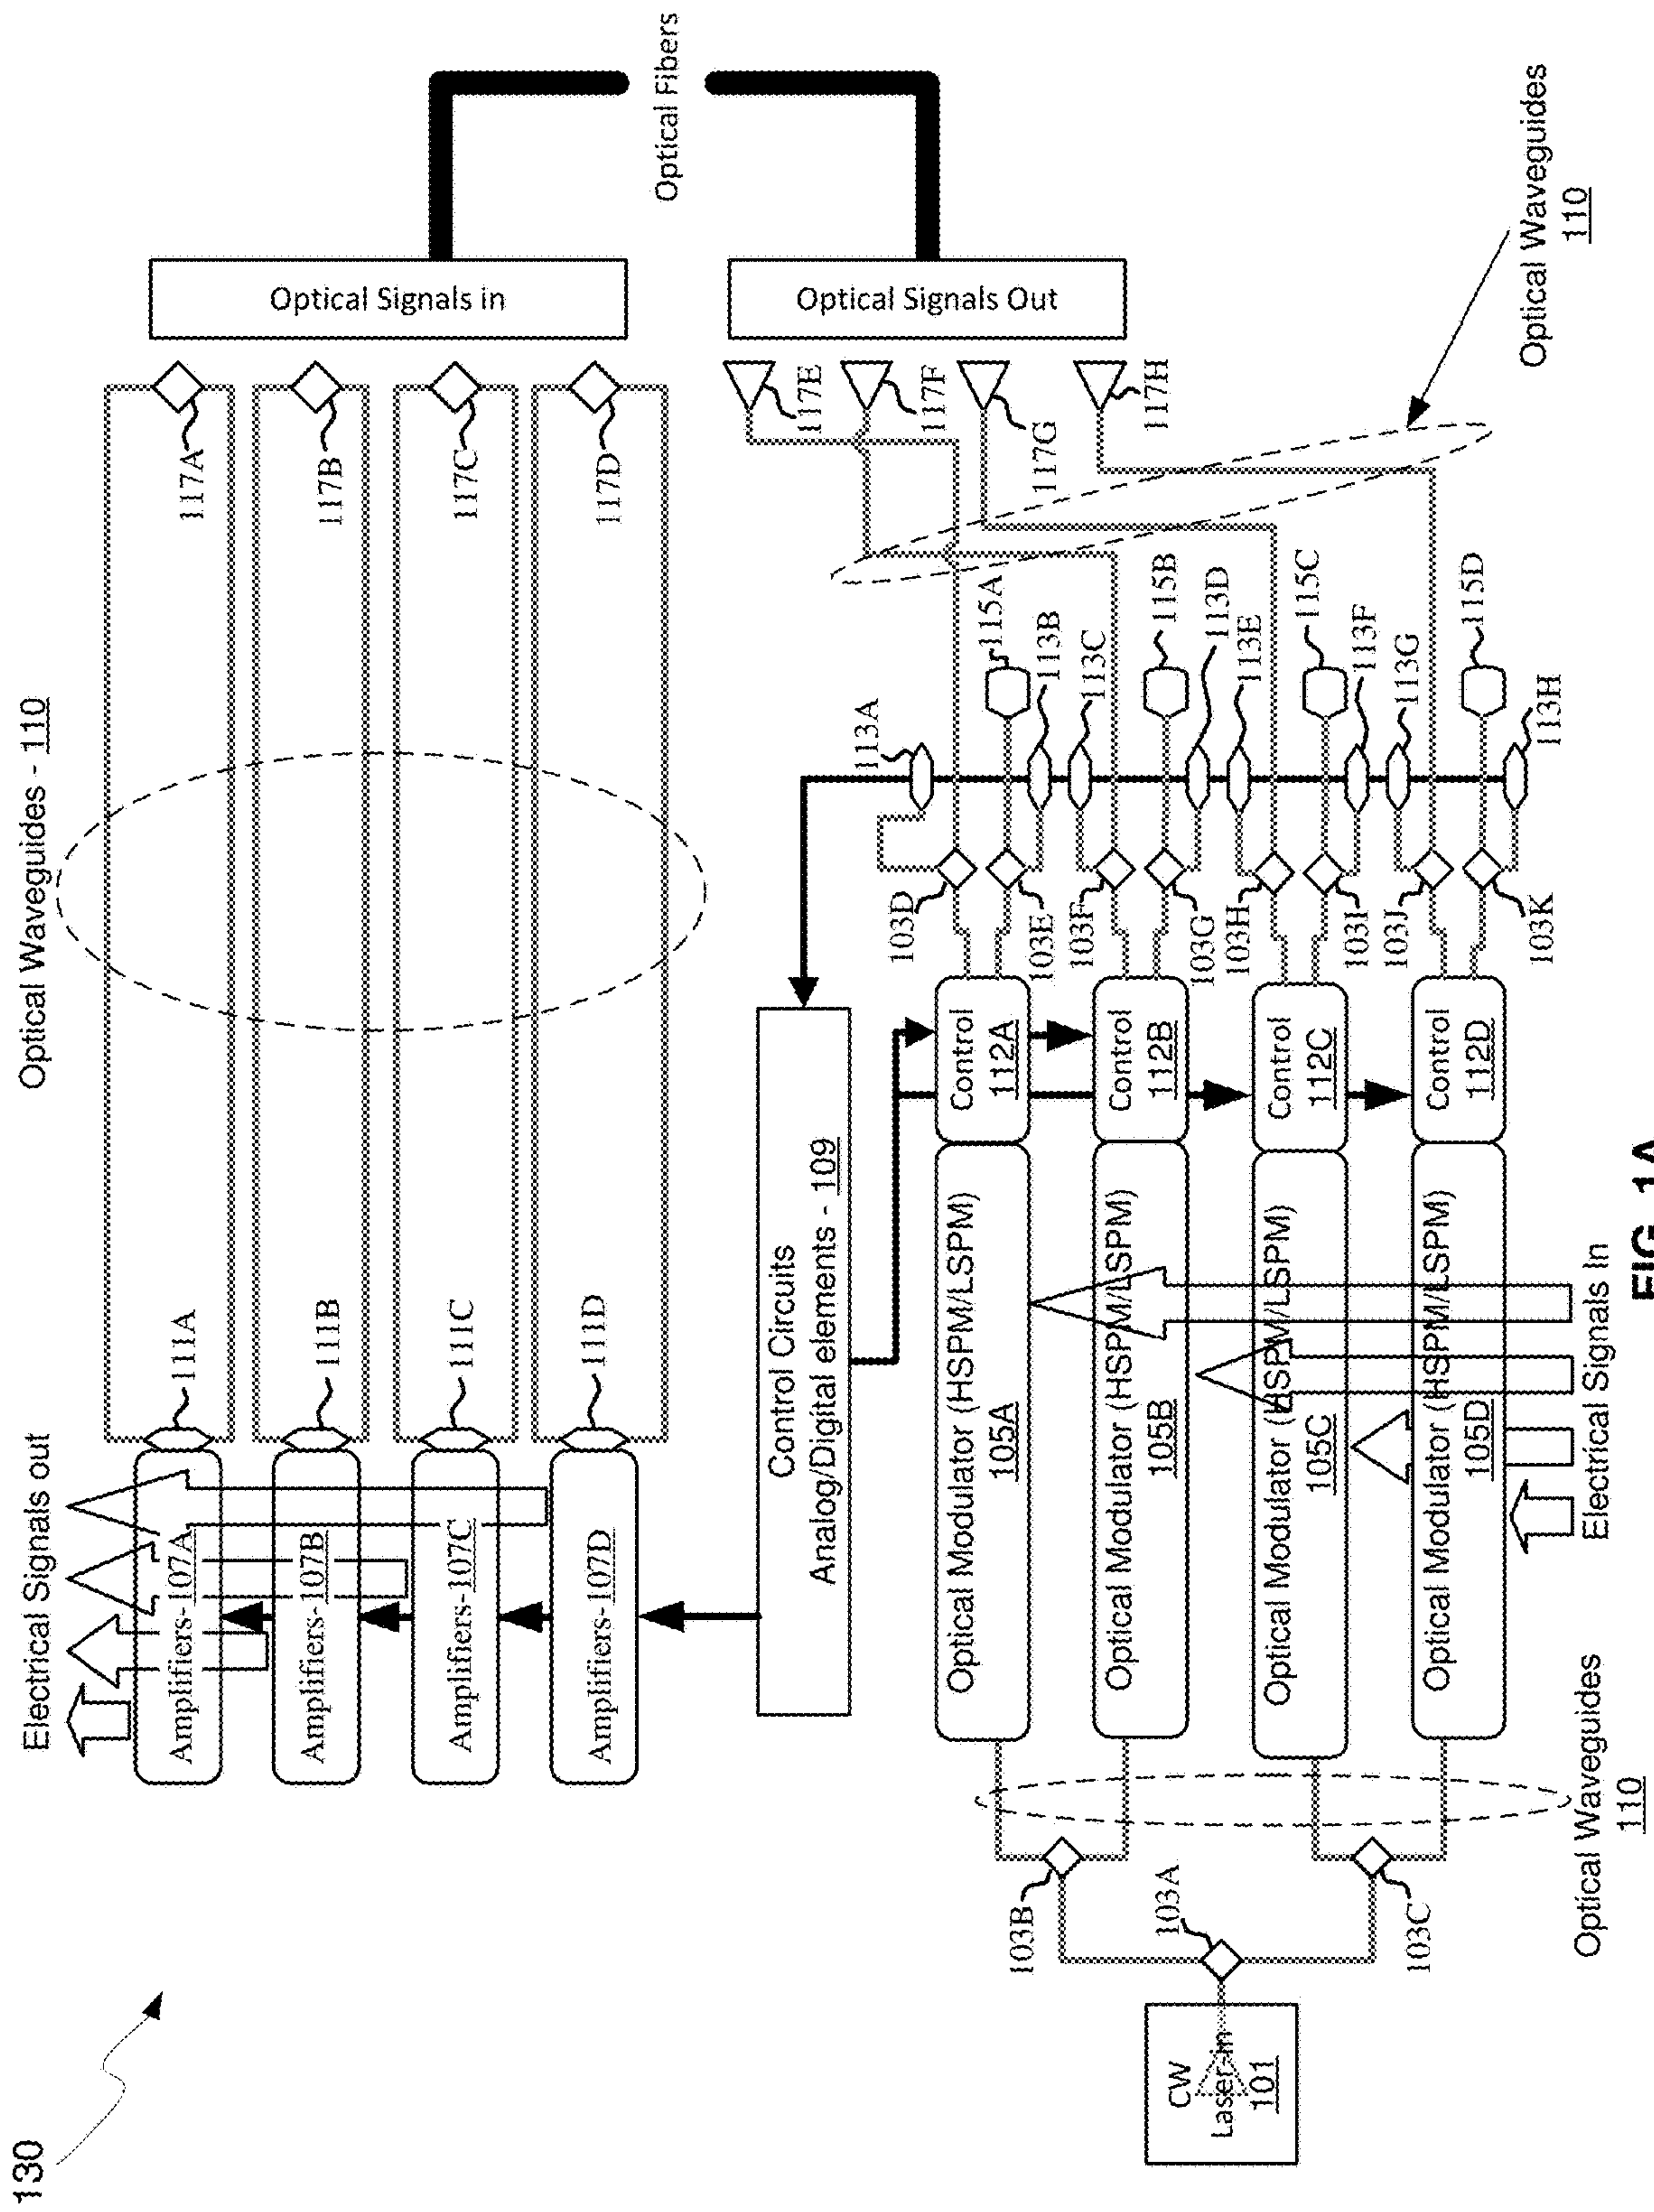 130
Electrical Signals out
Optical Waveguides - 110
Amplifiers-107A
Amplifiers-107B
Amplifiers-107C
Amplifiers-107D
111A
111B
111C
111D
117A
117B
117C
117D
Optical Signals in
Optical Fibers
Optical Signals Out
Control Circuits
Analog/Digital elements - 109
117E
117F
117G
117H
Optical Waveguides
110
CW
Laser-in
101
103A
103B
103C
Optical Waveguides
110
Optical Modulator (HSPM/LSPM)
105A
Optical Modulator (HSPM/LSPM)
105B
Optical Modulator (HSPM/LSPM)
105C
Optical Modulator (HSPM/LSPM)
105D
Control
112A
Control
112B
Control
112C
Control
112D
103D
103E
103F
103G
103H
103I
103J
103K
113A
115A
113B
113C
115B
113D
113E
115C
113F
113G
115D
113H
Electrical Signals In
FIG. 1A